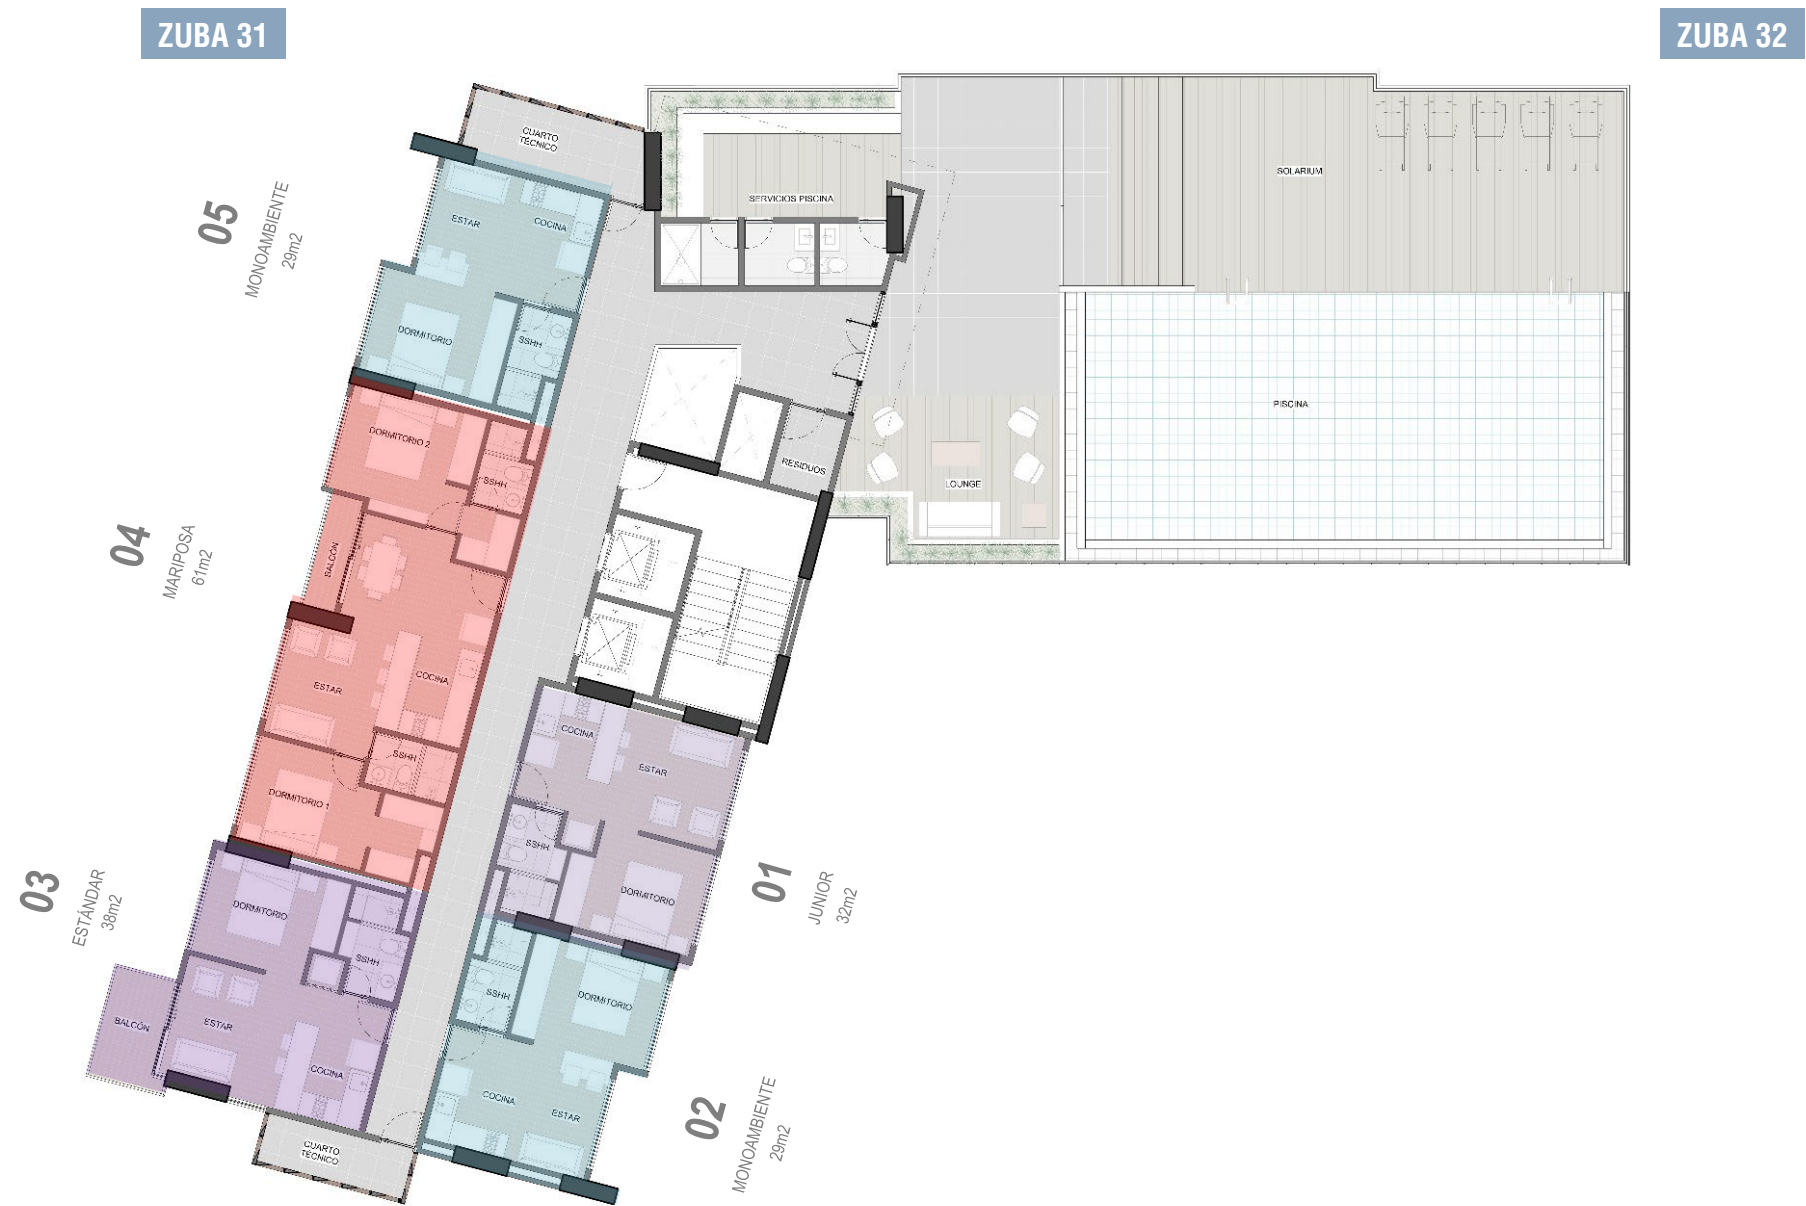 ZUBA 31
ZUBA 32
CUARTO
TÉCNICO
SERVICIOS PISCINA
SOLARIUM
05
MONOAMBIENTE
29m2
ESTAR
COCINA
DORMITORIO
SSHH
PISCINA
DORMITORIO 2
SSHH
RESIDUOS
LOUNGE
04
MARIPOSA
61m2
BALCÓN
ESTAR
COCINA
SSHH
DORMITORIO 1
COCINA
ESTAR
SSHH
DORMITORIO
01
JUNIOR
32m2
03
ESTÁNDAR
38m2
DORMITORIO
SSHH
BALCÓN
ESTAR
COCINA
SSHH
DORMITORIO
COCINA
ESTAR
02
MONOAMBIENTE
29m2
CUARTO
TÉCNICO